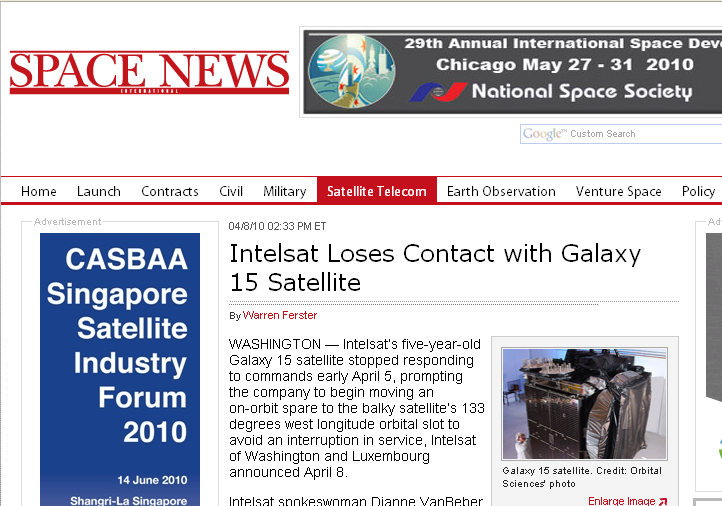 SPACE NEWS
INTERNATIONAL
29th Annual International Space Dev
Chicago May 27 - 31 2010
National Space Society
Google™ Custom Search
Home Launch Contracts Civil Military Satellite Telecom Earth Observation Venture Space Policy
Advertisement
CASBAA
Singapore
Satellite
Industry
Forum
2010
14 June 2010
Shangri-La Singapore
04/8/10 02:33 PM ET
Intelsat Loses Contact with Galaxy
15 Satellite
By Warren Ferster
WASHINGTON — Intelsat's five-year-old
Galaxy 15 satellite stopped responding
to commands early April 5, prompting
the company to begin moving an
on-orbit spare to the balky satellite's 133
degrees west longitude orbital slot to
avoid an interruption in service, Intelsat
of Washington and Luxembourg
announced April 8.
Intelsat spokeswoman Dianne VanBeber
Galaxy 15 satellite. Credit: Orbital
Sciences' photo
Enlarge Image
Ad